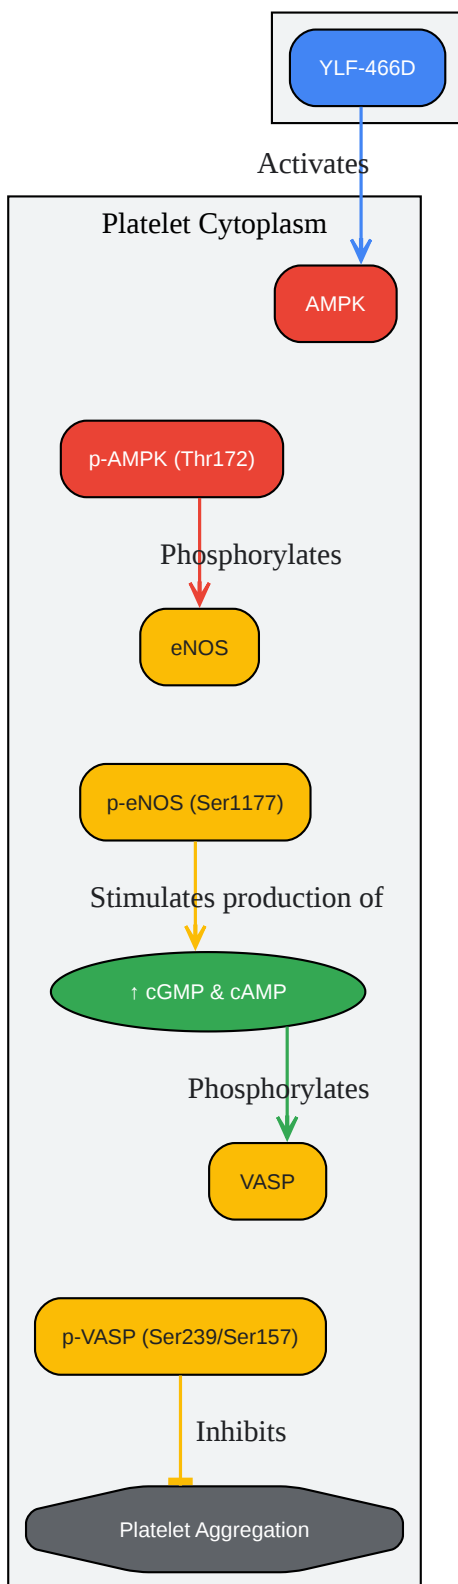 YLF-466D
Activates
Platelet Cytoplasm
AMPK
p-AMPK (Thr172)
Phosphorylates
eNOS
p-eNOS (Ser1177)
Stimulates production of
↑ cGMP & cAMP
Phosphorylates
VASP
p-VASP (Ser239/Ser157)
Inhibits
Platelet Aggregation